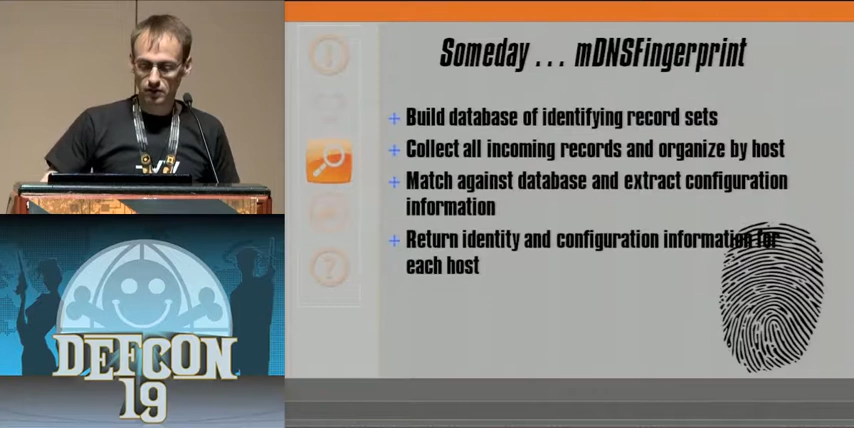 Someday . . . mDNSFingerprint
+ Build database of identifying record sets
+ Collect all incoming records and organize by host
+ Match against database and extract configuration
information
+ Return identity and configuration information for
each host
?
DEFCON
19